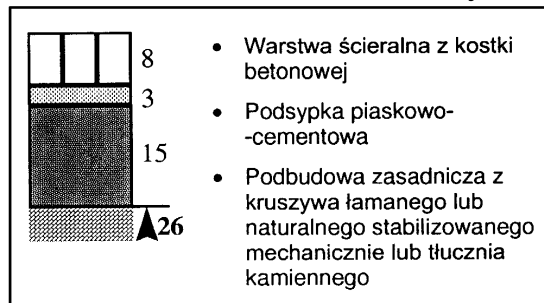 8
3
15
26
• Warstwa ścieralna z kostki
betonowej
• Podsypka piaskowo-
-cementowa
• Podbudowa zasadnicza z
kruszywa łamanego lub
naturalnego stabilizowanego
mechanicznie lub tłucznia
kamiennego